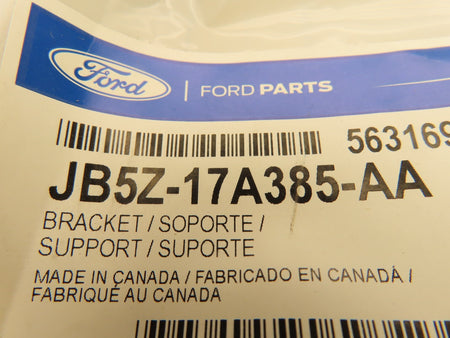 Ford | FORD PARTS
563169
JB5Z-17A385-AA
BRACKET / SOPORTE /
SUPPORT / SUPORTE
MADE IN CANADA / FABRICADO EN CANADÁ /
FABRIQUÉ AU CANADA